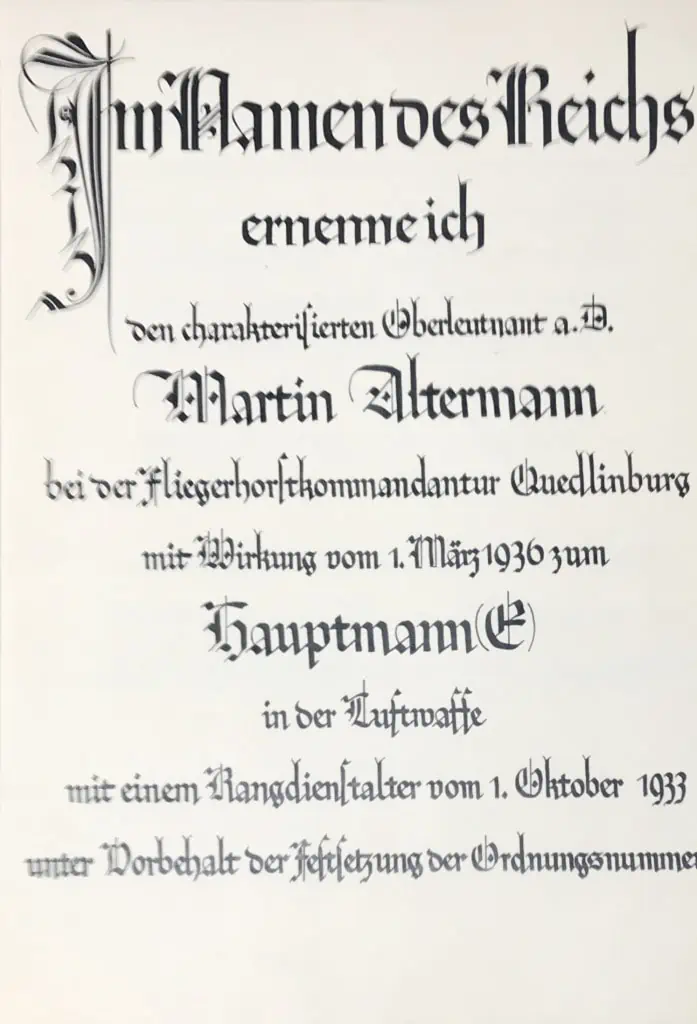 Im Namen des Reichs
ernenne ich
den charakterisierten Oberleutnant a.D.
Martin Altermann
bei der Fliegerhorstkommandantur Quedlinburg
mit Wirkung vom 1. März 1936 zum
Hauptmann (E)
in der Luftwaffe
mit einem Rangdienstalter vom 1. Oktober 1933
unter Vorbehalt der Festsetzung der Ordnungsnummer